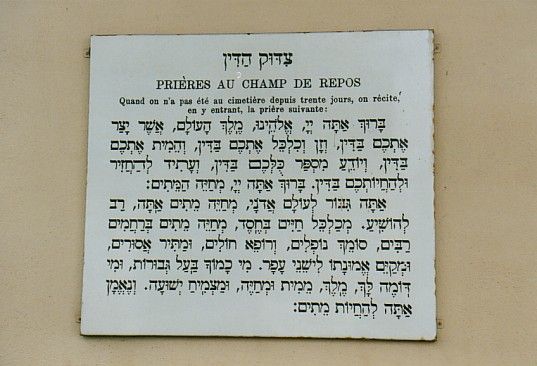 צִדּוּק הַדִּין
PRIÈRES AU CHAMP DE REPOS
Quand on n'a pas été au cimetière depuis trente jours, on récite,
en y entrant, la prière suivante:
בָּרוּךְ אַתָּה יְיָ, אֱלֹהֵינוּ, מֶלֶךְ הָעוֹלָם, אֲשֶׁר יָצַר
אֶתְכֶם בַּדִּין, וְזָן וְכִלְכֵּל אֶתְכֶם בַּדִּין, וְהֵמִית אֶתְכֶם
בַּדִּין, וְיוֹדֵעַ מִסְפַּר כֻּלְּכֶם בַּדִּין, וְעָתִיד לְהַחֲזִיר
וּלְהַחֲיוֹתְכֶם בַּדִּין. בָּרוּךְ אַתָּה יְיָ, מְחַיֵּה הַמֵּתִים:
אַתָּה גִּבּוֹר לְעוֹלָם אֲדֹנָי, מְחַיֵּה מֵתִים אַתָּה, רַב
לְהוֹשִׁיעַ. מְכַלְכֵּל חַיִּים בְּחֶסֶד, מְחַיֵּה מֵתִים בְּרַחֲמִים
רַבִּים, סוֹמֵךְ נוֹפְלִים, וְרוֹפֵא חוֹלִים, וּמַתִּיר אֲסוּרִים,
וּמְקַיֵּם אֱמוּנָתוֹ לִישֵׁנֵי עָפָר. מִי כָמוֹךָ בַּעַל גְּבוּרוֹת, וּמִי
דּוֹמֶה לָּךְ, מֶלֶךְ, מֵמִית וּמְחַיֶּה, וּמַצְמִיחַ יְשׁוּעָה. וְנֶאֱמָן
אַתָּה לְהַחֲיוֹת מֵתִים: